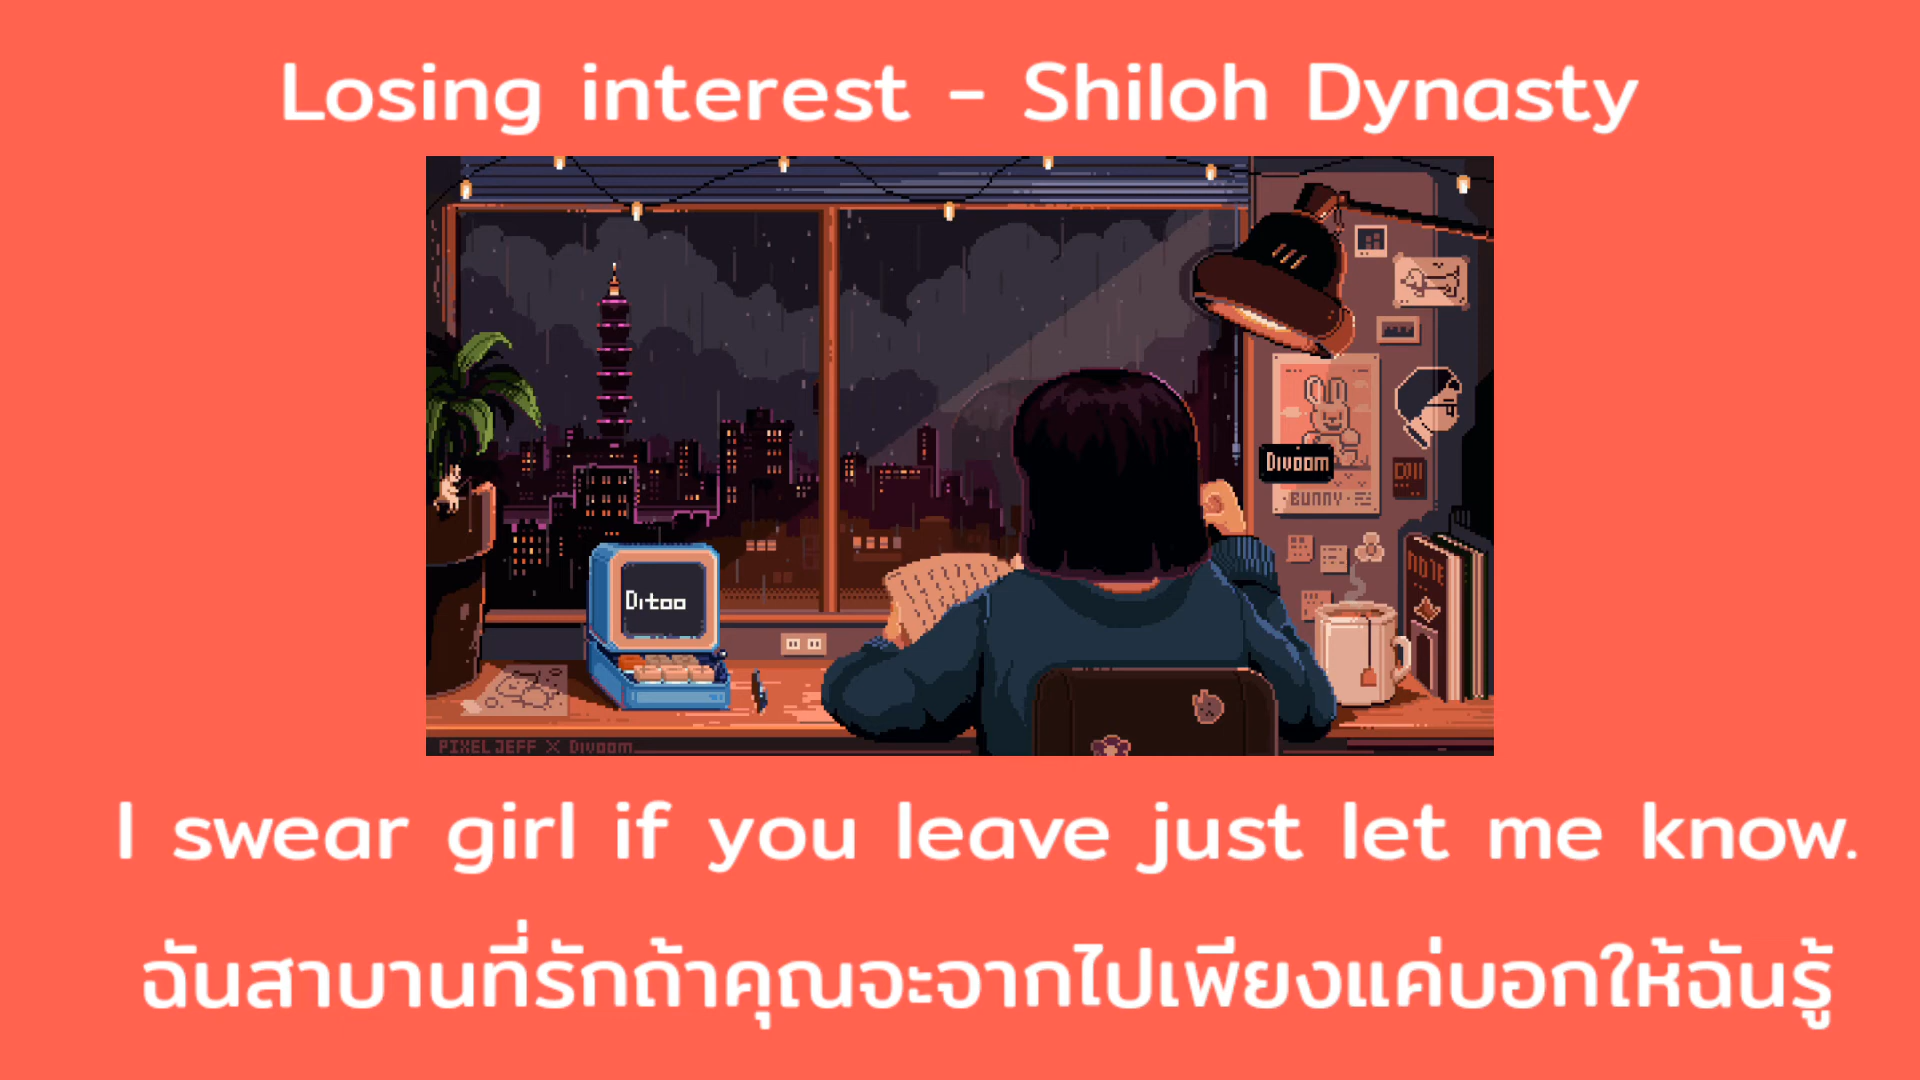 Losing interest - Shiloh Dynasty
Divoom
BUNNY
NOTE
Ditoo
PIXEL JEFF X Divoom
I swear girl if you leave just let me know.
ฉันสาบานที่รักถ้าคุณจะจากไปเพียงแค่บอกให้ฉันรู้